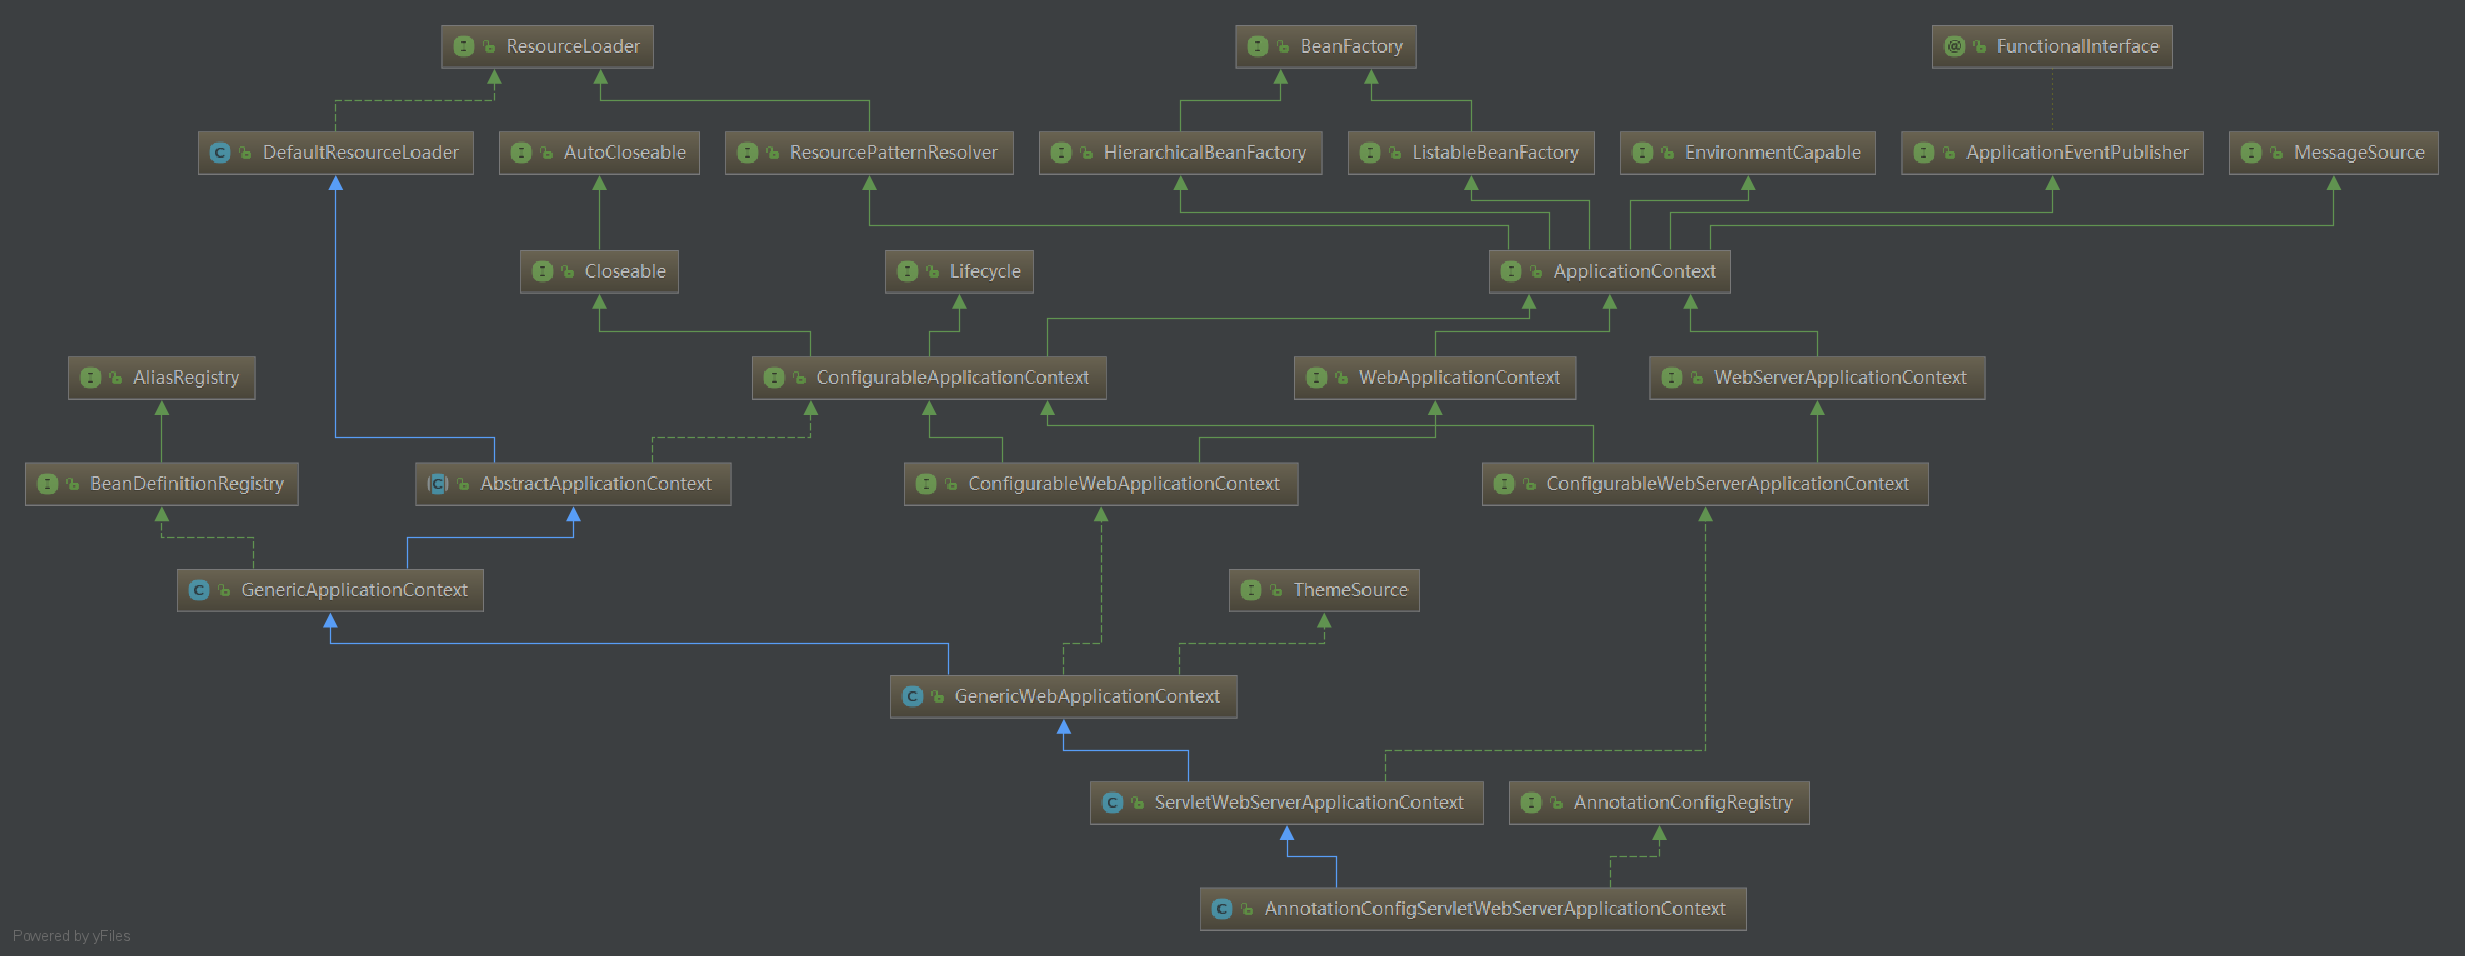 ResourceLoader
BeanFactory
FunctionalInterface
DefaultResourceLoader
AutoCloseable
ResourcePatternResolver
HierarchicalBeanFactory
ListableBeanFactory
EnvironmentCapable
ApplicationEventPublisher
MessageSource
Closeable
Lifecycle
ApplicationContext
AliasRegistry
ConfigurableApplicationContext
WebApplicationContext
WebServerApplicationContext
BeanDefinitionRegistry
AbstractApplicationContext
ConfigurableWebApplicationContext
ConfigurableWebServerApplicationContext
GenericApplicationContext
ThemeSource
GenericWebApplicationContext
ServletWebServerApplicationContext
AnnotationConfigRegistry
AnnotationConfigServletWebServerApplicationContext
Powered by yFiles